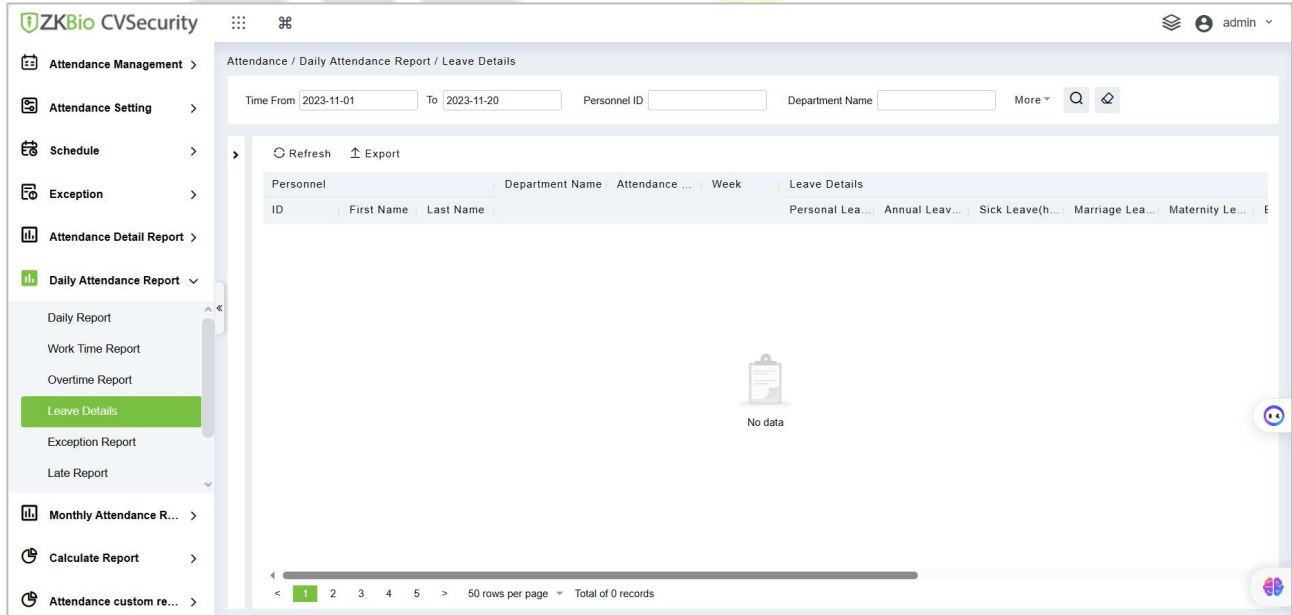 ZKBio CVSecurity
admin
Attendance Management
Attendance Setting
Schedule
Exception
Attendance Detail Report
Daily Attendance Report
Daily Report
Work Time Report
Overtime Report
Leave Details
Exception Report
Late Report
Monthly Attendance R...
Calculate Report
Attendance custom re...
Attendance / Daily Attendance Report / Leave Details
Time From 2023-11-01 To 2023-11-20 Personnel ID Department Name More
Refresh Export
Personnel Department Name Attendance ... Week Leave Details
ID First Name Last Name Personal Lea... Annual Leav... Sick Leave(h... Marriage Lea... Maternity Le...
No data
< 1 2 3 4 5 > 50 rows per page Total of 0 records